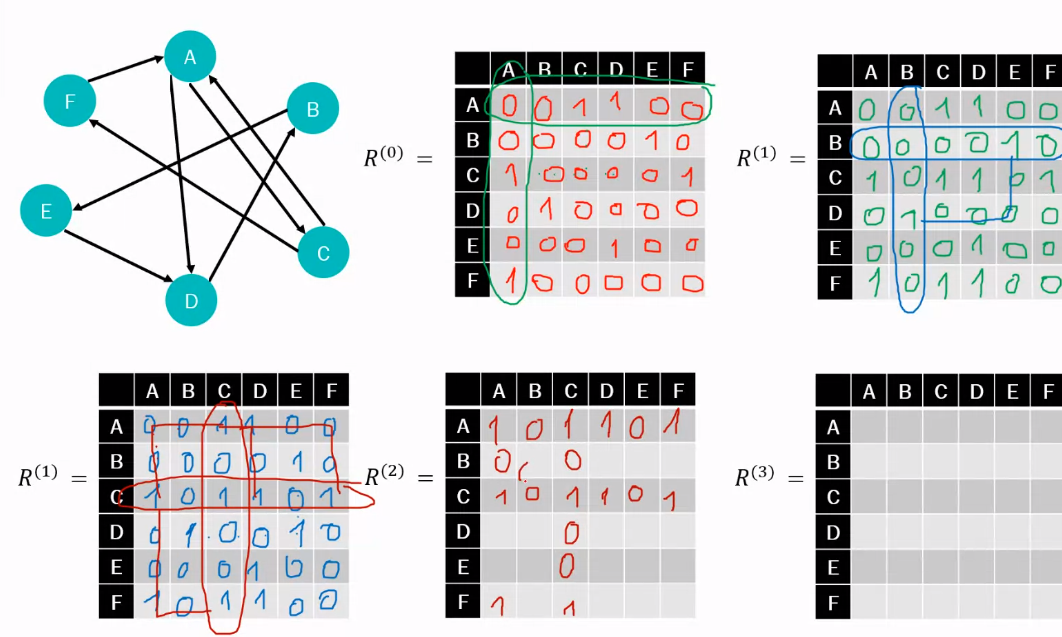 A
F
B
E
C
D
R(0) =
A B C D E F
A 0 0 1 1 0 0
B 0 0 0 0 1 0
C 1 0 0 0 0 1
D 0 1 0 0 0 0
E 0 0 0 1 0 0
F 1 0 0 0 0 0
R(1) =
A B C D E F
A 0 0 1 1 0 0
B 0 0 0 0 1 0
C 1 0 1 1 0 1
D 0 1 0 0 0 0
E 0 0 0 1 0 0
F 1 0 1 1 0 0
R(1) =
A B C D E F
A 0 0 1 1 0 0
B 0 0 0 0 1 0
C 1 0 1 1 0 1
D 0 1 0 0 1 0
E 0 0 0 1 0 0
F 1 0 1 1 0 0
R(2) =
A B C D E F
A 1 0 1 1 0 1
B 0 0
C 1 0 1 1 0 1
D 0
E 0
F 1 1
R(3) =
A B C D E F
A
B
C
D
E
F